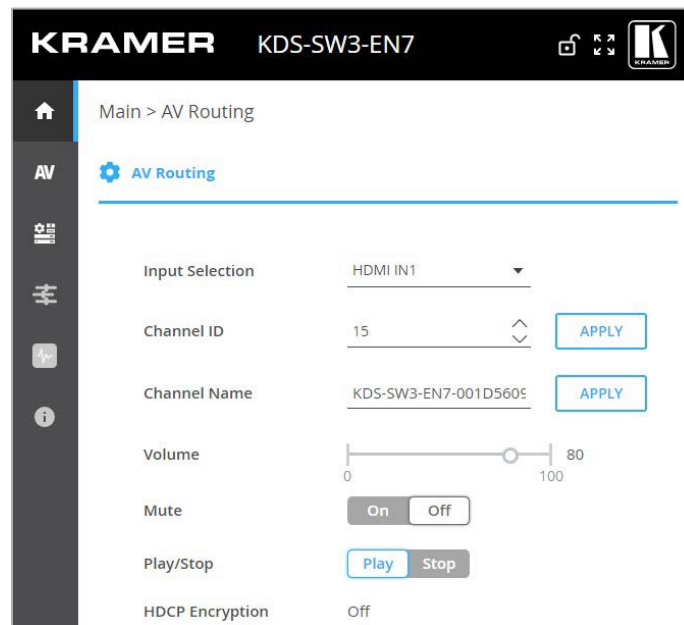 KRAMER KDS-SW3-EN7
KRAMER
Main > AV Routing
AV
AV Routing
Input Selection HDMI IN1
Channel ID 15 APPLY
Channel Name KDS-SW3-EN7-001D5609 APPLY
Volume 80
0 100
Mute On Off
Play/Stop Play Stop
HDCP Encryption Off